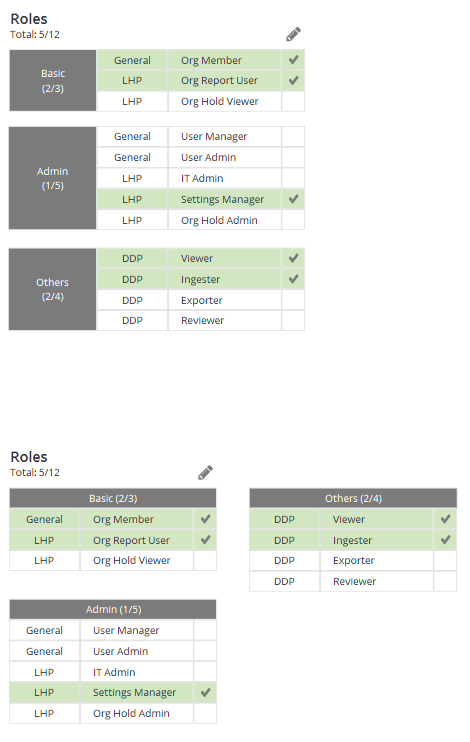 Roles
Total: 5/12
Basic
(2/3)
General Org Member
LHP Org Report User
LHP Org Hold Viewer
Admin
(1/5)
General User Manager
General User Admin
LHP IT Admin
LHP Settings Manager
LHP Org Hold Admin
Others
(2/4)
DDP Viewer
DDP Ingester
DDP Exporter
DDP Reviewer
Roles
Total: 5/12
Basic (2/3)
General Org Member
LHP Org Report User
LHP Org Hold Viewer
Admin (1/5)
General User Manager
General User Admin
LHP IT Admin
LHP Settings Manager
LHP Org Hold Admin
Others (2/4)
DDP Viewer
DDP Ingester
DDP Exporter
DDP Reviewer